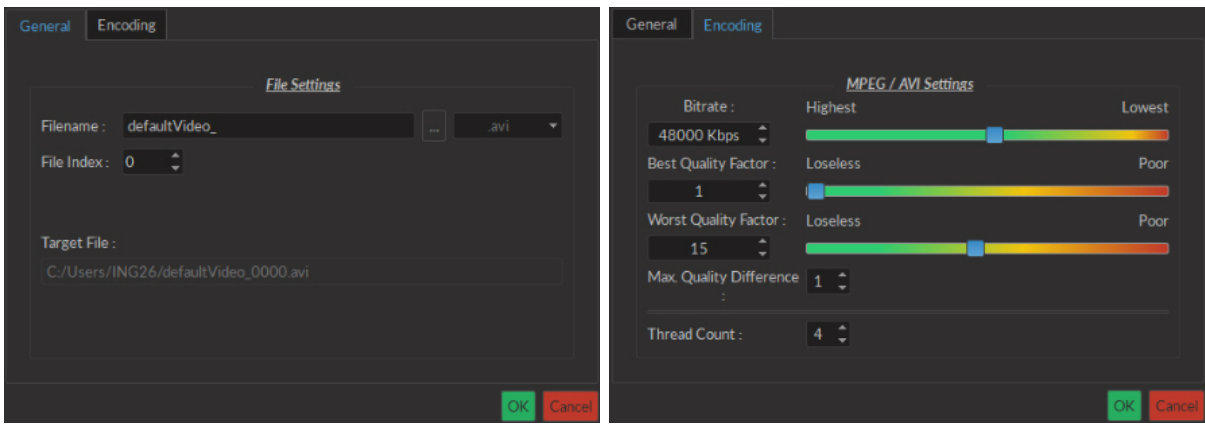 General Encoding
File Settings
Filename : defaultVideo_ ... .avi
File Index : 0
Target File :
C:/Users/ING26/defaultVideo_0000.avi
OK Cancel
General Encoding
MPEG / AVI Settings
Bitrate : Highest Lowest
48000 Kbps
Best Quality Factor : Loseless Poor
1
Worst Quality Factor : Loseless Poor
15
Max. Quality Difference 1
:
Thread Count : 4
OK Cancel